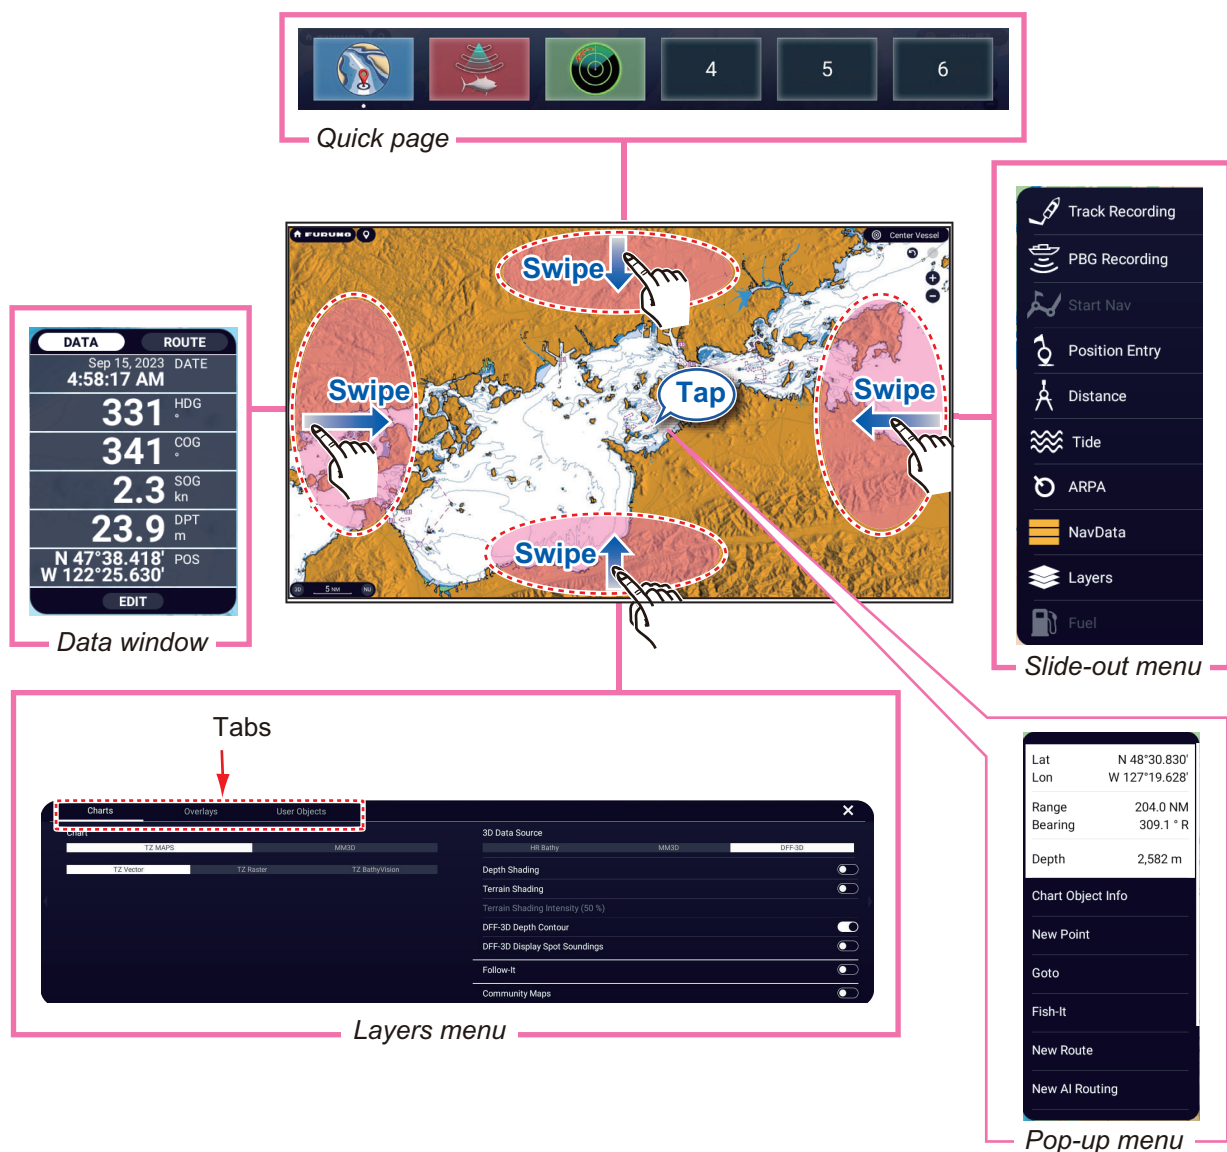 4
5
6
Quick page
FURUNO
Center Vessel
Swipe
Swipe
Tap
Swipe
Swipe
3D
5 NM
NU
DATA
ROUTE
Sep 15, 2023 DATE
4:58:17 AM
331 HDG °
341 COG °
2.3 SOG kn
23.9 DPT m
N 47°38.418' POS
W 122°25.630'
EDIT
Data window
Track Recording
PBG Recording
Start Nav
Position Entry
Distance
Tide
ARPA
NavData
Layers
Fuel
Slide-out menu
Tabs
Charts Overlays User Objects
Chart
TZ MAPS MM3D
TZ Vector TZ Raster TZ BathyVision
3D Data Source
HR Bathy MM3D DFF-3D
Depth Shading
Terrain Shading
Terrain Shading Intensity (50 %)
DFF-3D Depth Contour
DFF-3D Display Spot Soundings
Follow-It
Community Maps
Layers menu
Lat N 48°30.830'
Lon W 127°19.628'
Range 204.0 NM
Bearing 309.1 ° R
Depth 2,582 m
Chart Object Info
New Point
Goto
Fish-It
New Route
New AI Routing
Pop-up menu